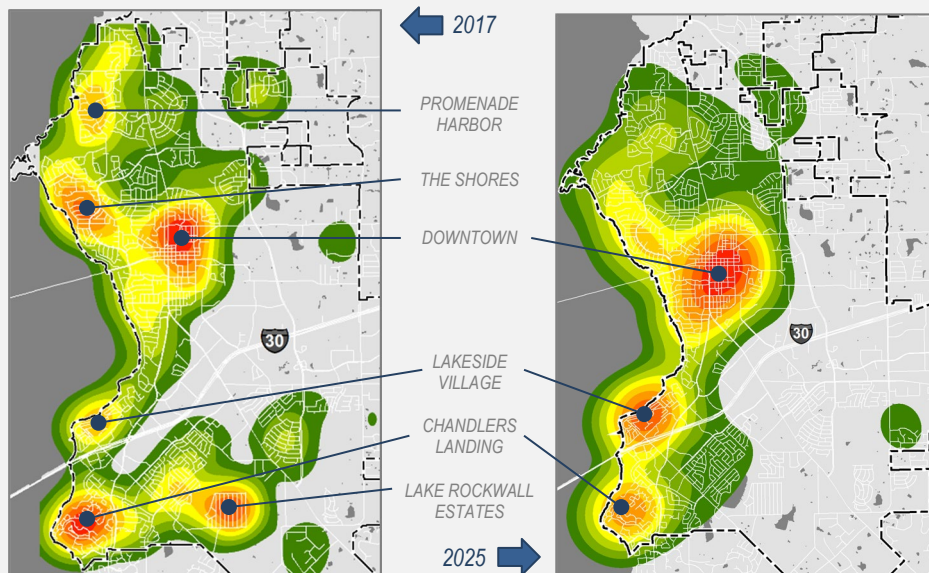 2017
PROMENADE
HARBOR
THE SHORES
DOWNTOWN
30
30
LAKESIDE
VILLAGE
CHANDLERS
LANDING
LAKE ROCKWALL
ESTATES
2025